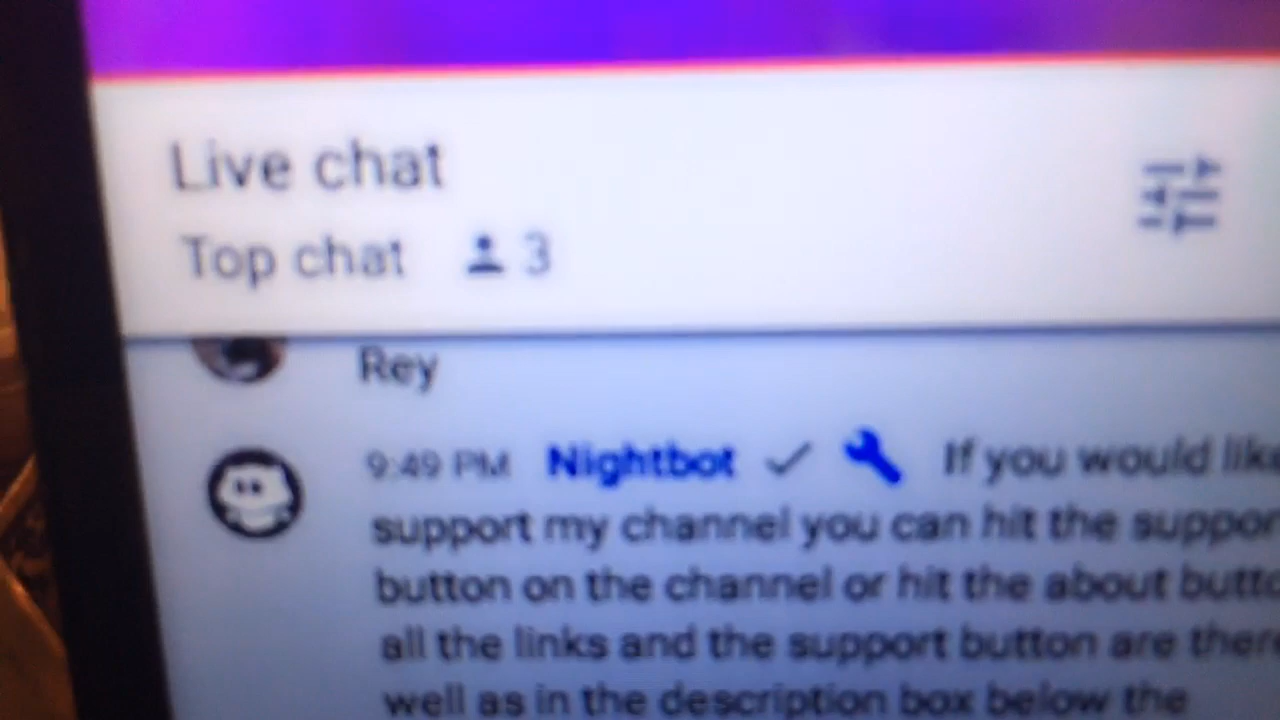 Live chat
Top chat 3
Rey
9:49 PM Nightbot If you would
support my channel you can hit the
button on the channel or hit the about
all the links and the support button are
well as in the description box below the